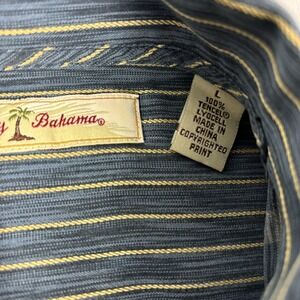 y Bahama®
L
100%
TENCEL®
LYOCELL
MADE IN
CHINA
COPYRIGHTED
PRINT